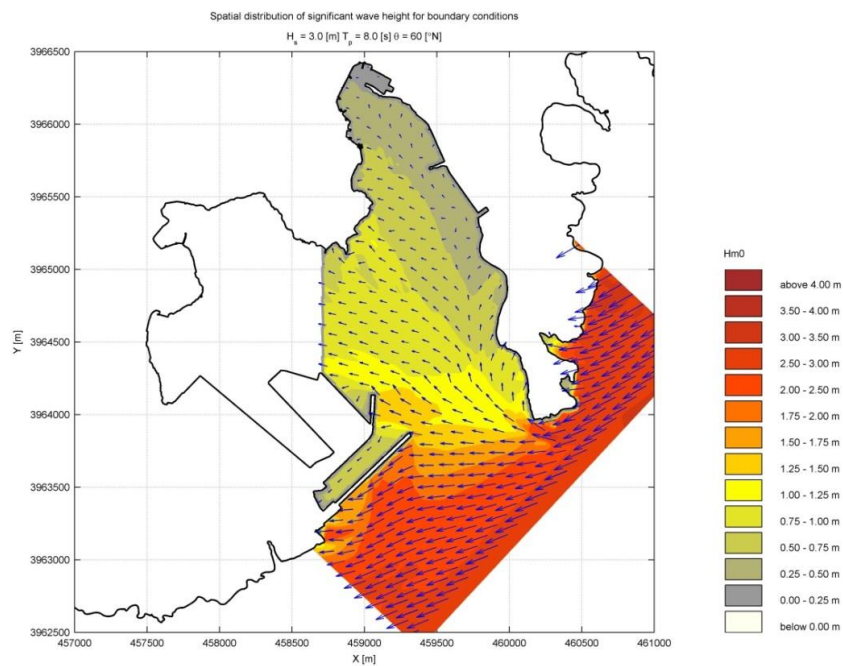 Spatial distribution of significant wave height for boundary conditions
H_s = 3.0 [m] T_p = 8.0 [s] θ = 60 [°N]
3966500
3966000
3965500
3965000
3964500
3964000
3963500
3963000
3962500
Y [m]
457000 457500 458000 458500 459000 459500 460000 460500 461000
X [m]
Hm0
above 4.00 m
3.50 - 4.00 m
3.00 - 3.50 m
2.50 - 3.00 m
2.00 - 2.50 m
1.75 - 2.00 m
1.50 - 1.75 m
1.25 - 1.50 m
1.00 - 1.25 m
0.75 - 1.00 m
0.50 - 0.75 m
0.25 - 0.50 m
0.00 - 0.25 m
below 0.00 m